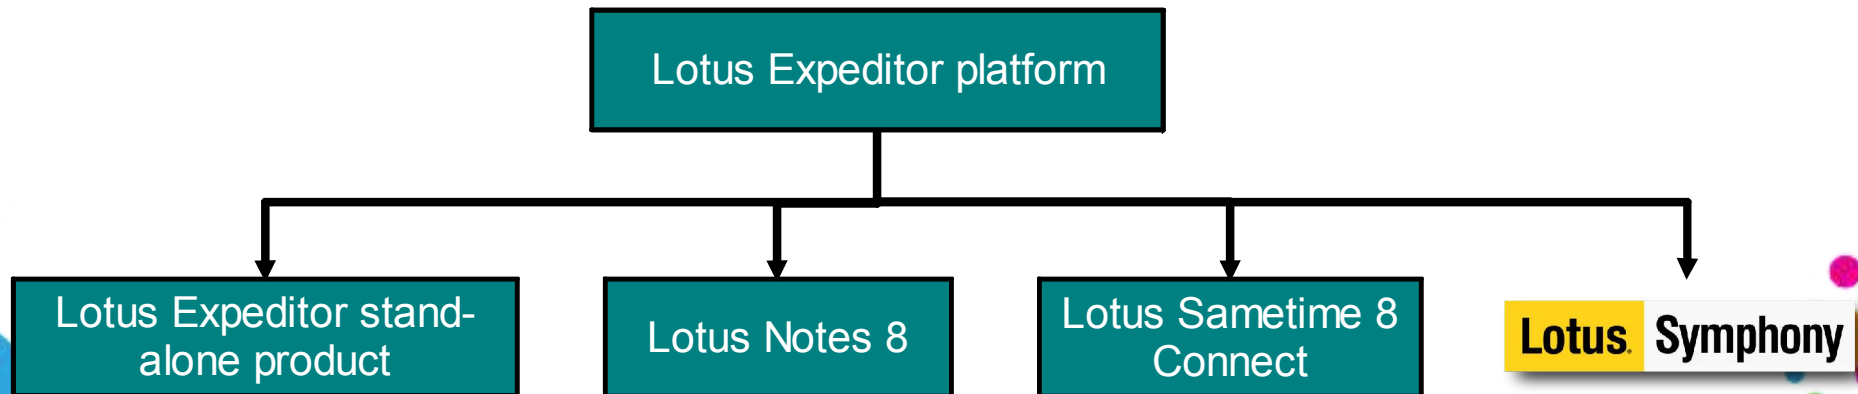 Lotus Expeditor platform
Lotus Expeditor stand-
alone product
Lotus Notes 8
Lotus Sametime 8
Connect
Lotus. Symphony